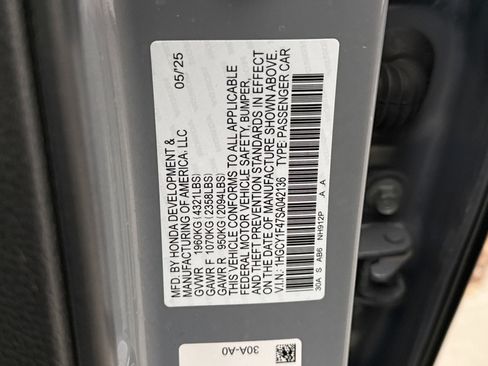 MFD. BY HONDA DEVELOPMENT & 05/'25
MANUFACTURING OF AMERICA, LLC
GVWR 1960KG(4321LBS)
GAWR F 1070KG(2358LBS)
GAWR R 950KG(2094LBS)
THIS VEHICLE CONFORMS TO ALL APPLICABLE
FEDERAL MOTOR VEHICLE SAFETY, BUMPER,
AND THEFT PREVENTION STANDARDS IN EFFECT
ON THE DATE OF MANUFACTURE SHOWN ABOVE.
V.I.N: 1HGCY1F47SA042136 TYPE:PASSENGER CAR
30A S AB6 NH912P .A .A
30A-A0